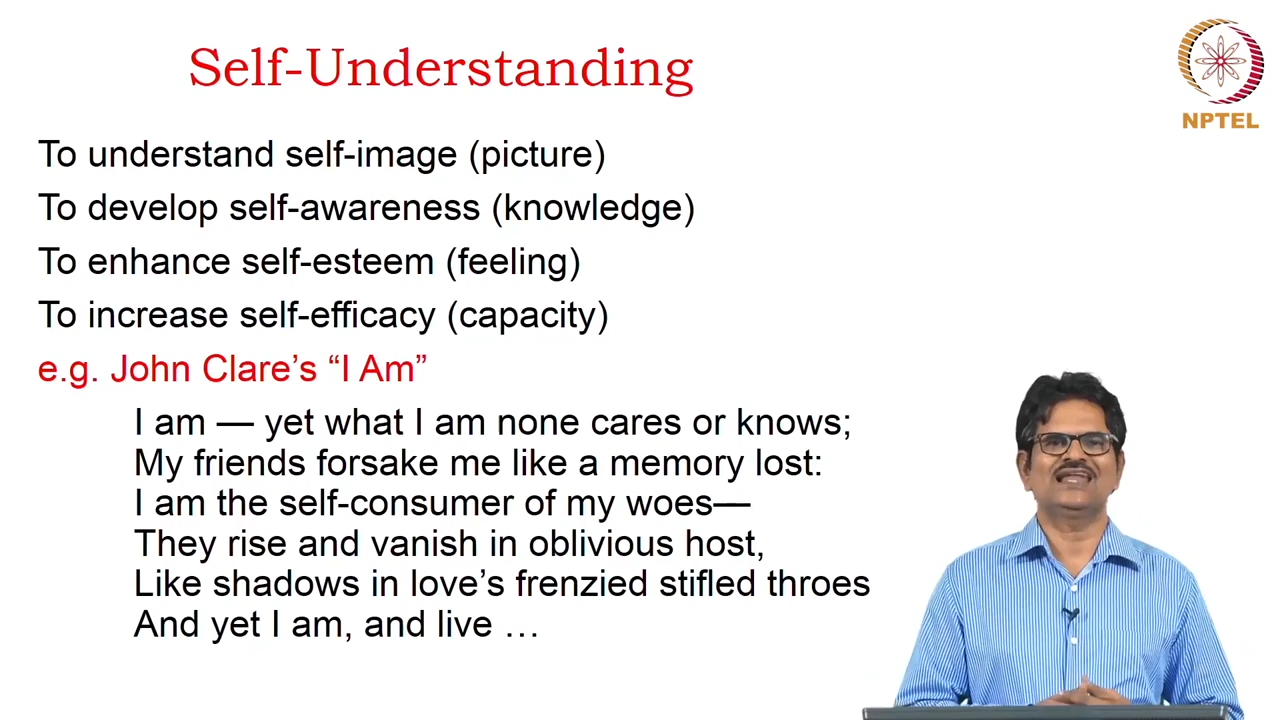 Self-Understanding
NPTEL
To understand self-image (picture)
To develop self-awareness (knowledge)
To enhance self-esteem (feeling)
To increase self-efficacy (capacity)
e.g. John Clare’s “I Am”
I am — yet what I am none cares or knows;
My friends forsake me like a memory lost:
I am the self-consumer of my woes—
They rise and vanish in oblivious host,
Like shadows in love’s frenzied stifled throes
And yet I am, and live …